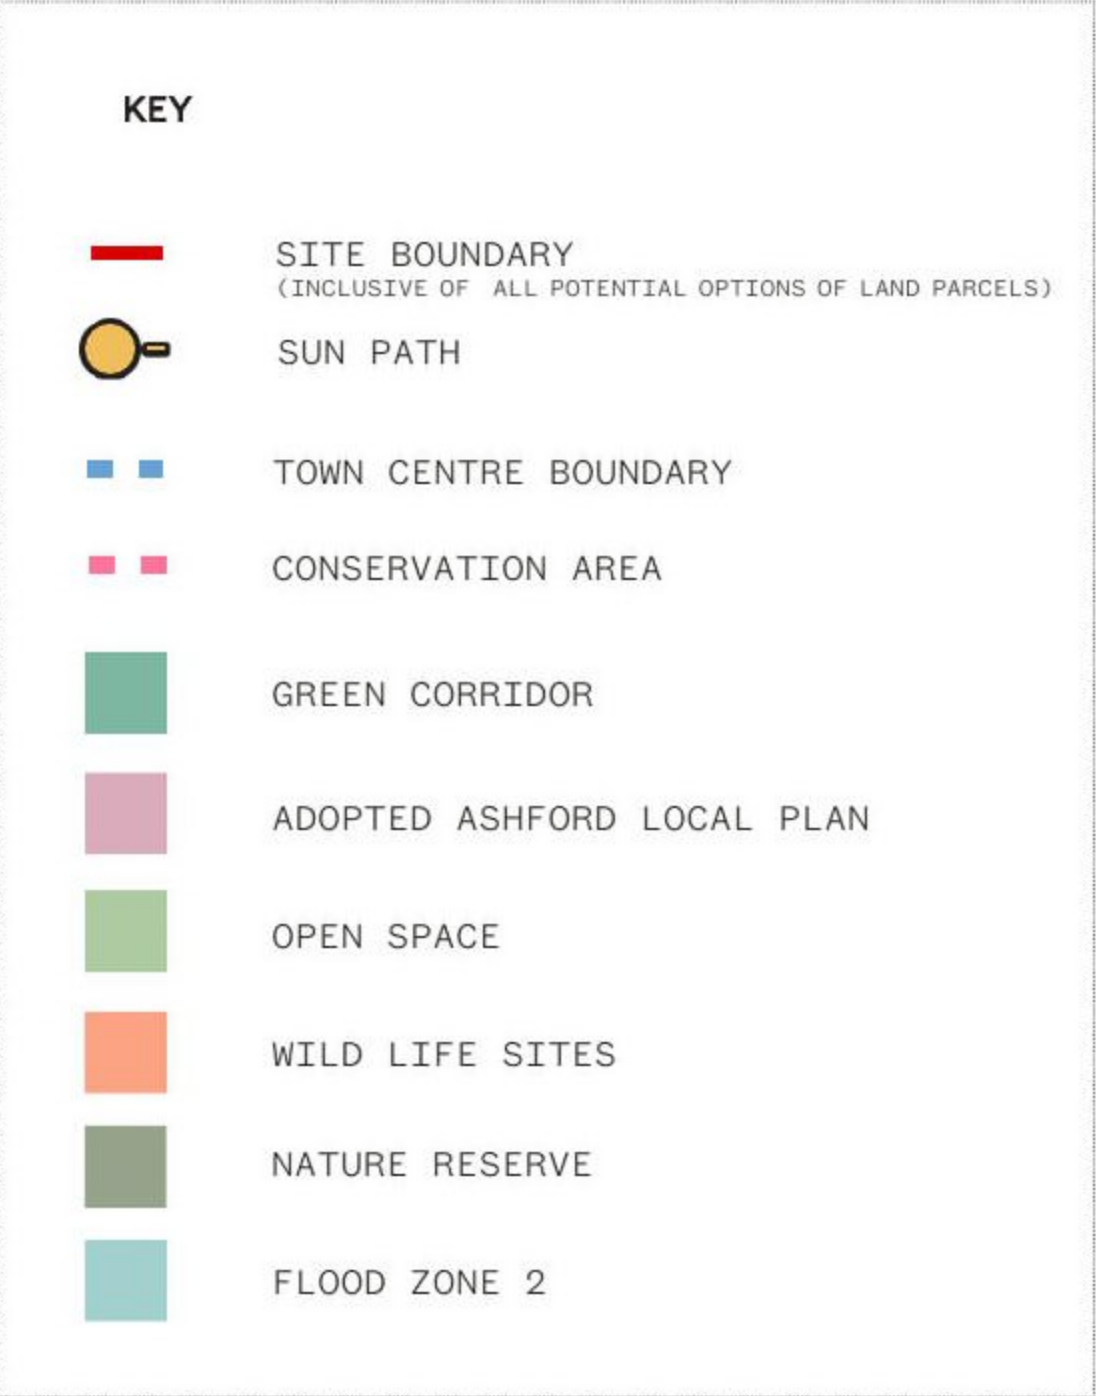 KEY
SITE BOUNDARY
(INCLUSIVE OF ALL POTENTIAL OPTIONS OF LAND PARCELS)
SUN PATH
TOWN CENTRE BOUNDARY
CONSERVATION AREA
GREEN CORRIDOR
ADOPTED ASHFORD LOCAL PLAN
OPEN SPACE
WILD LIFE SITES
NATURE RESERVE
FLOOD ZONE 2